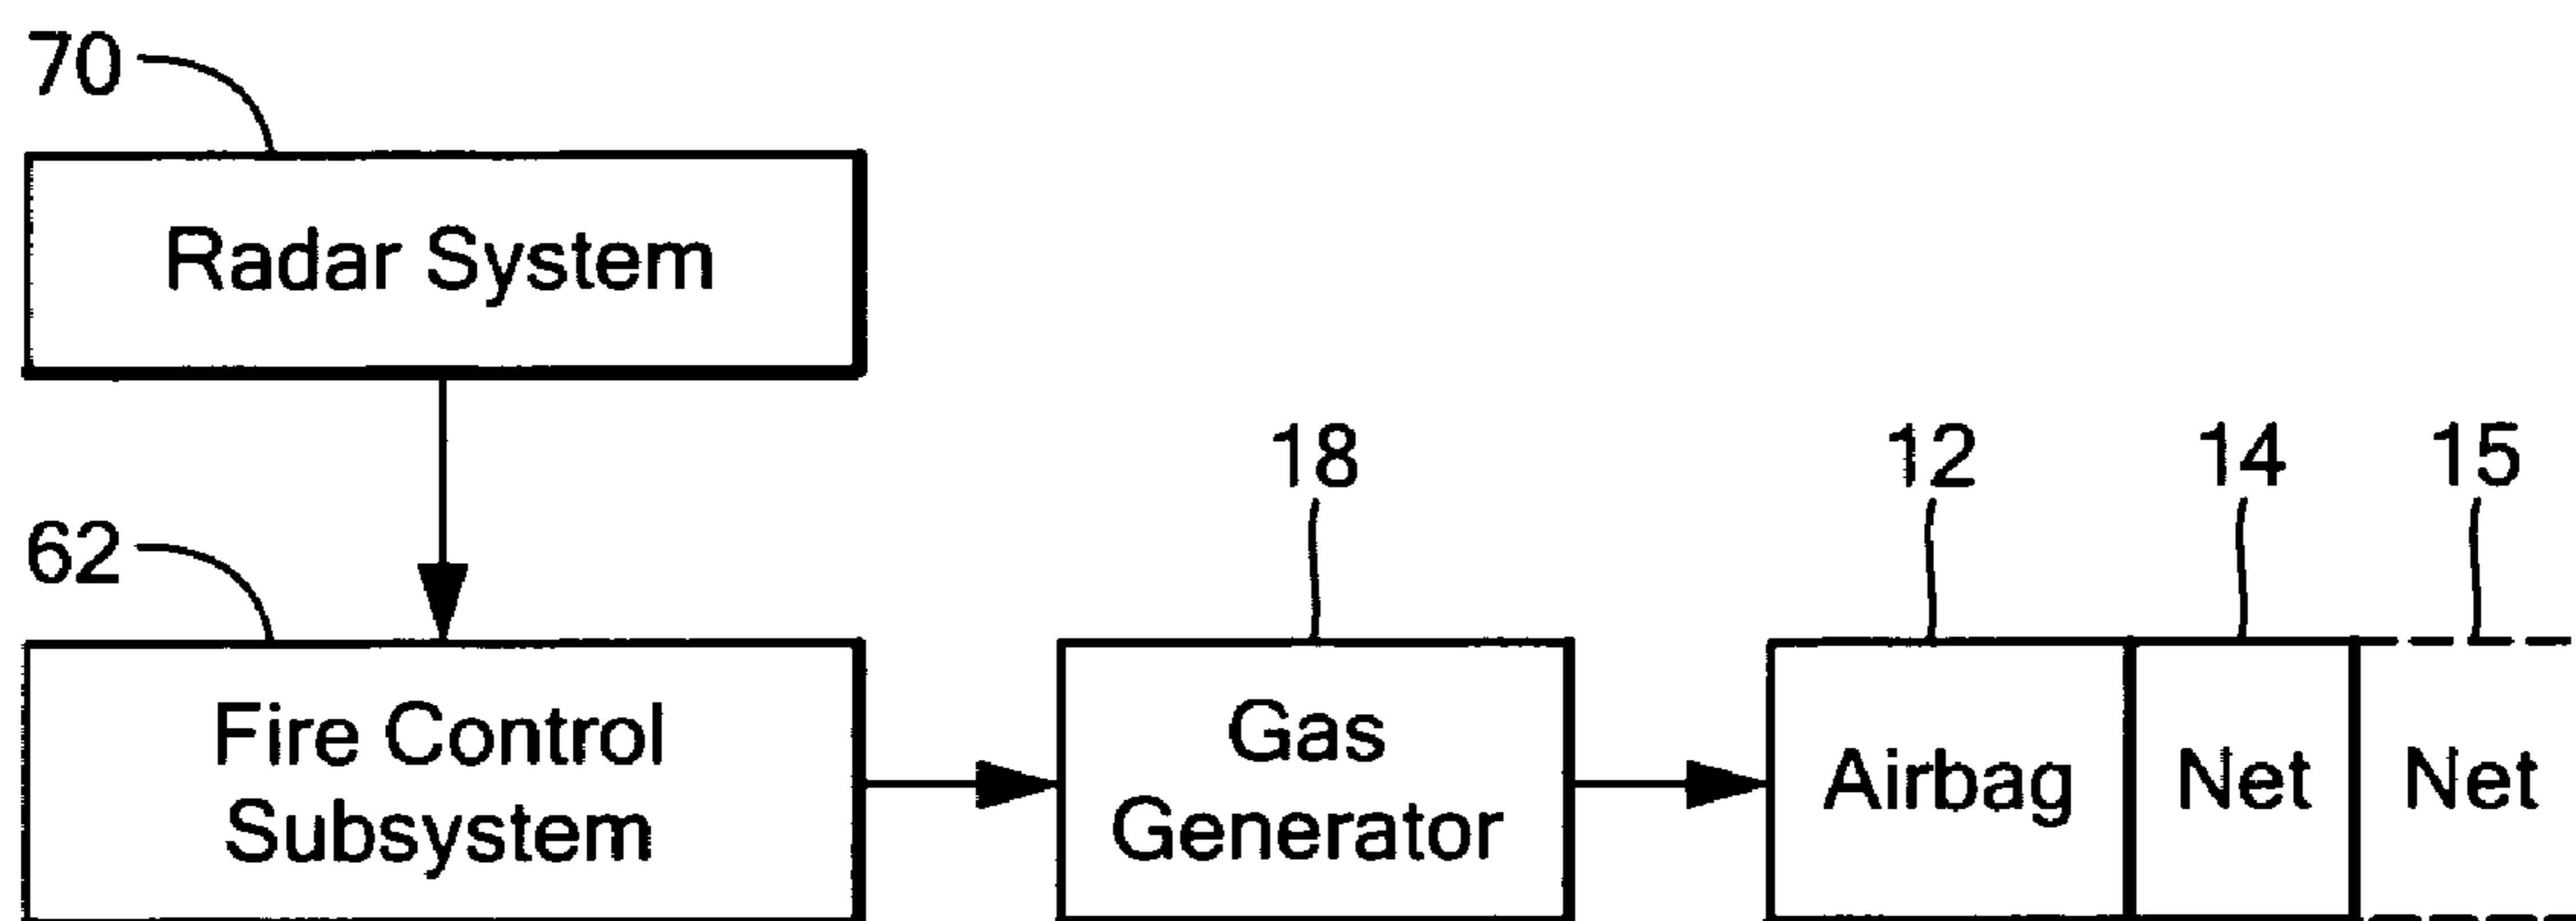 70
Radar System
62
18
12
14
15
Fire Control
Subsystem
Gas
Generator
Airbag
Net
Net